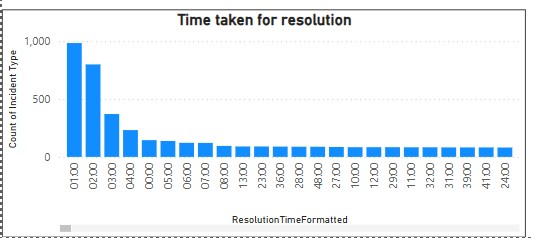 Time taken for resolution
Count of Incident Type
1,000
500
0
01:00 02:00 03:00 04:00 00:00 05:00 06:00 07:00 08:00 13:00 23:00 36:00 28:00 48:00 27:00 10:00 12:00 29:00 11:00 32:00 31:00 39:00 41:00 24:00
ResolutionTimeFormatted